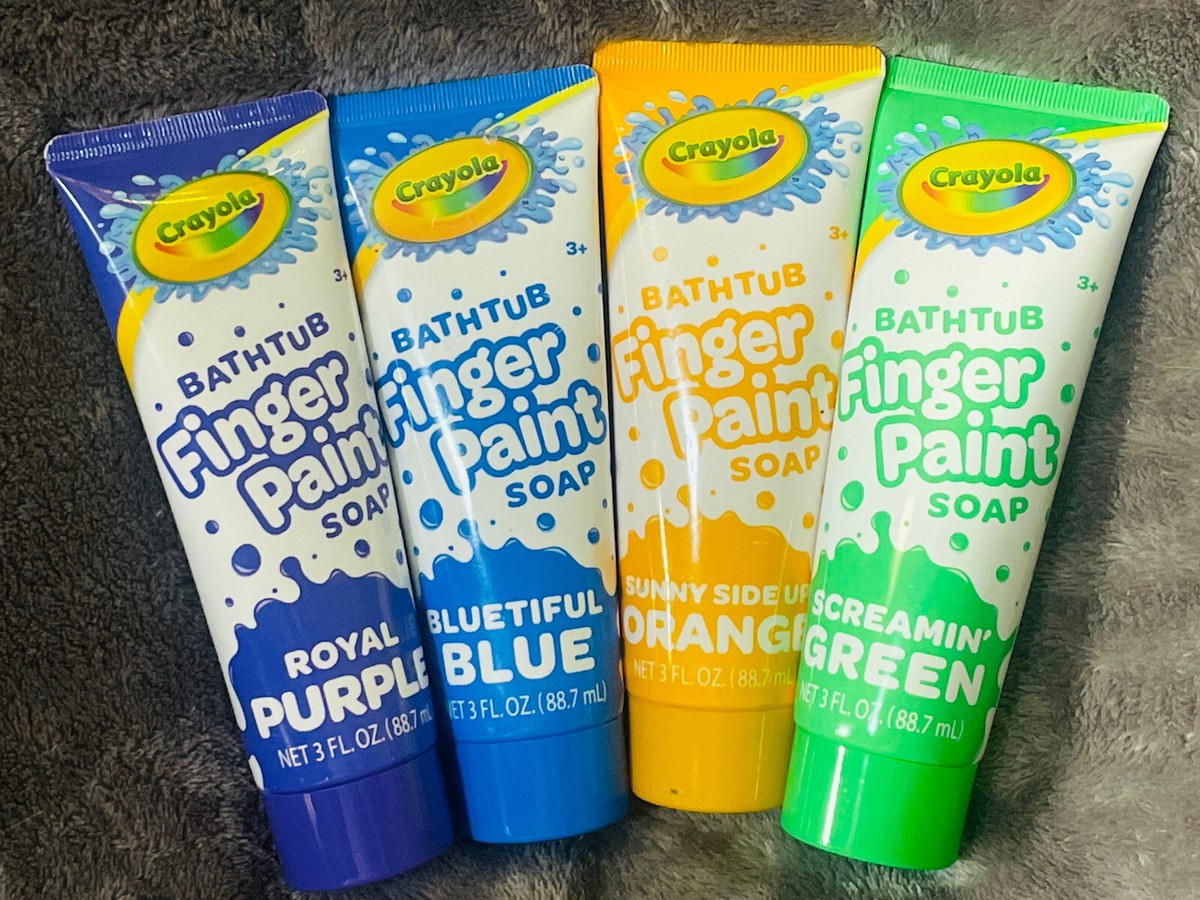 Crayola
3+
BATHTUB
Finger
Paint
SOAP
ROYAL
PURPLE
NET 3 FL. OZ. (88.7 mL
Crayola
™
3+
BATHTUB
Finger
Paint
SOAP
BLUETIFUL
BLUE
NET 3 FL. OZ. (88.7 mL)
Crayola
™
3+
BATHTUB
Finger
Paint
SOAP
SUNNY SIDE UP
ORANGE
NET 3 FL. OZ. (88.7 mL
Crayola
™
3+
BATHTUB
Finger
Paint
SOAP
SCREAMIN'
GREEN
NET 3 FL. OZ. (88.7 mL)